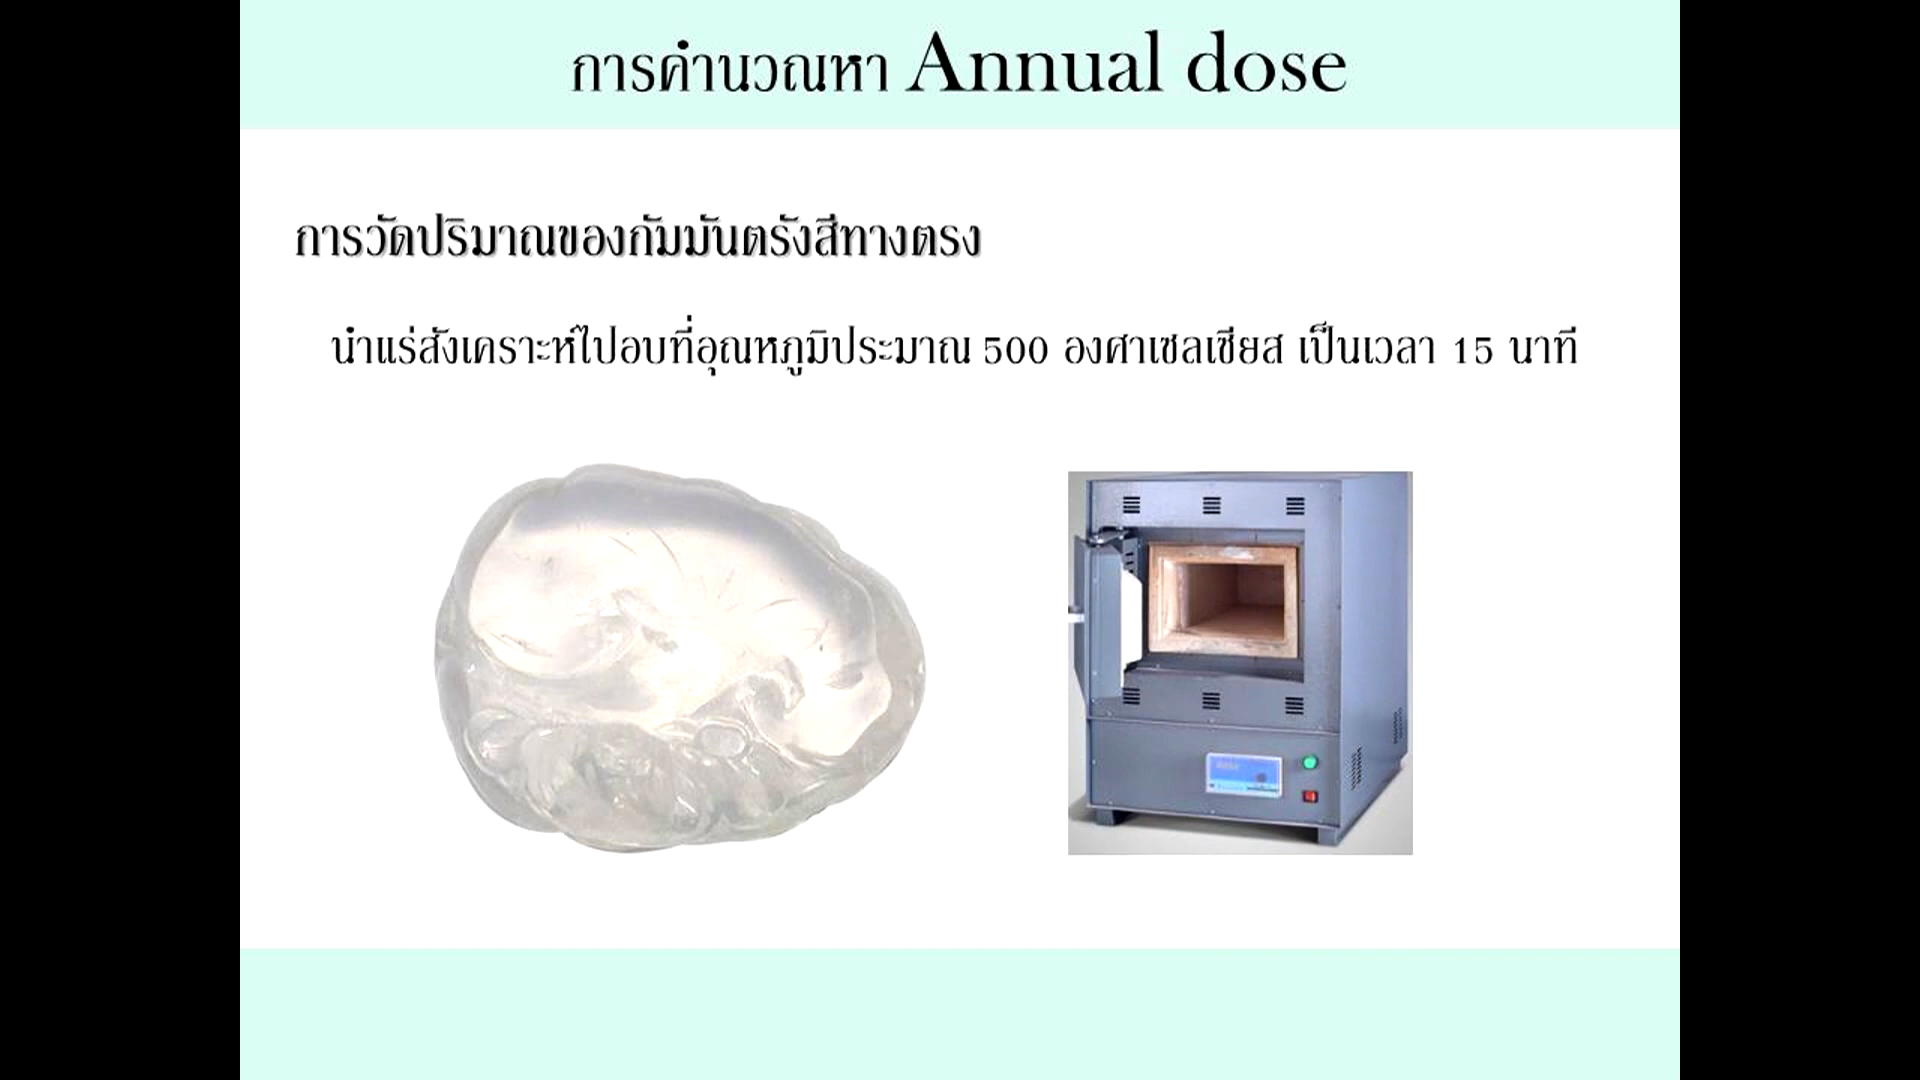 การคำนวณหา Annual dose
การวัดปริมาณของกัมมันตรังสีทางตรง
นำแร่สังเคราะห์ไปอบที่อุณหภูมิประมาณ 500 องศาเซลเซียส เป็นเวลา 15 นาที